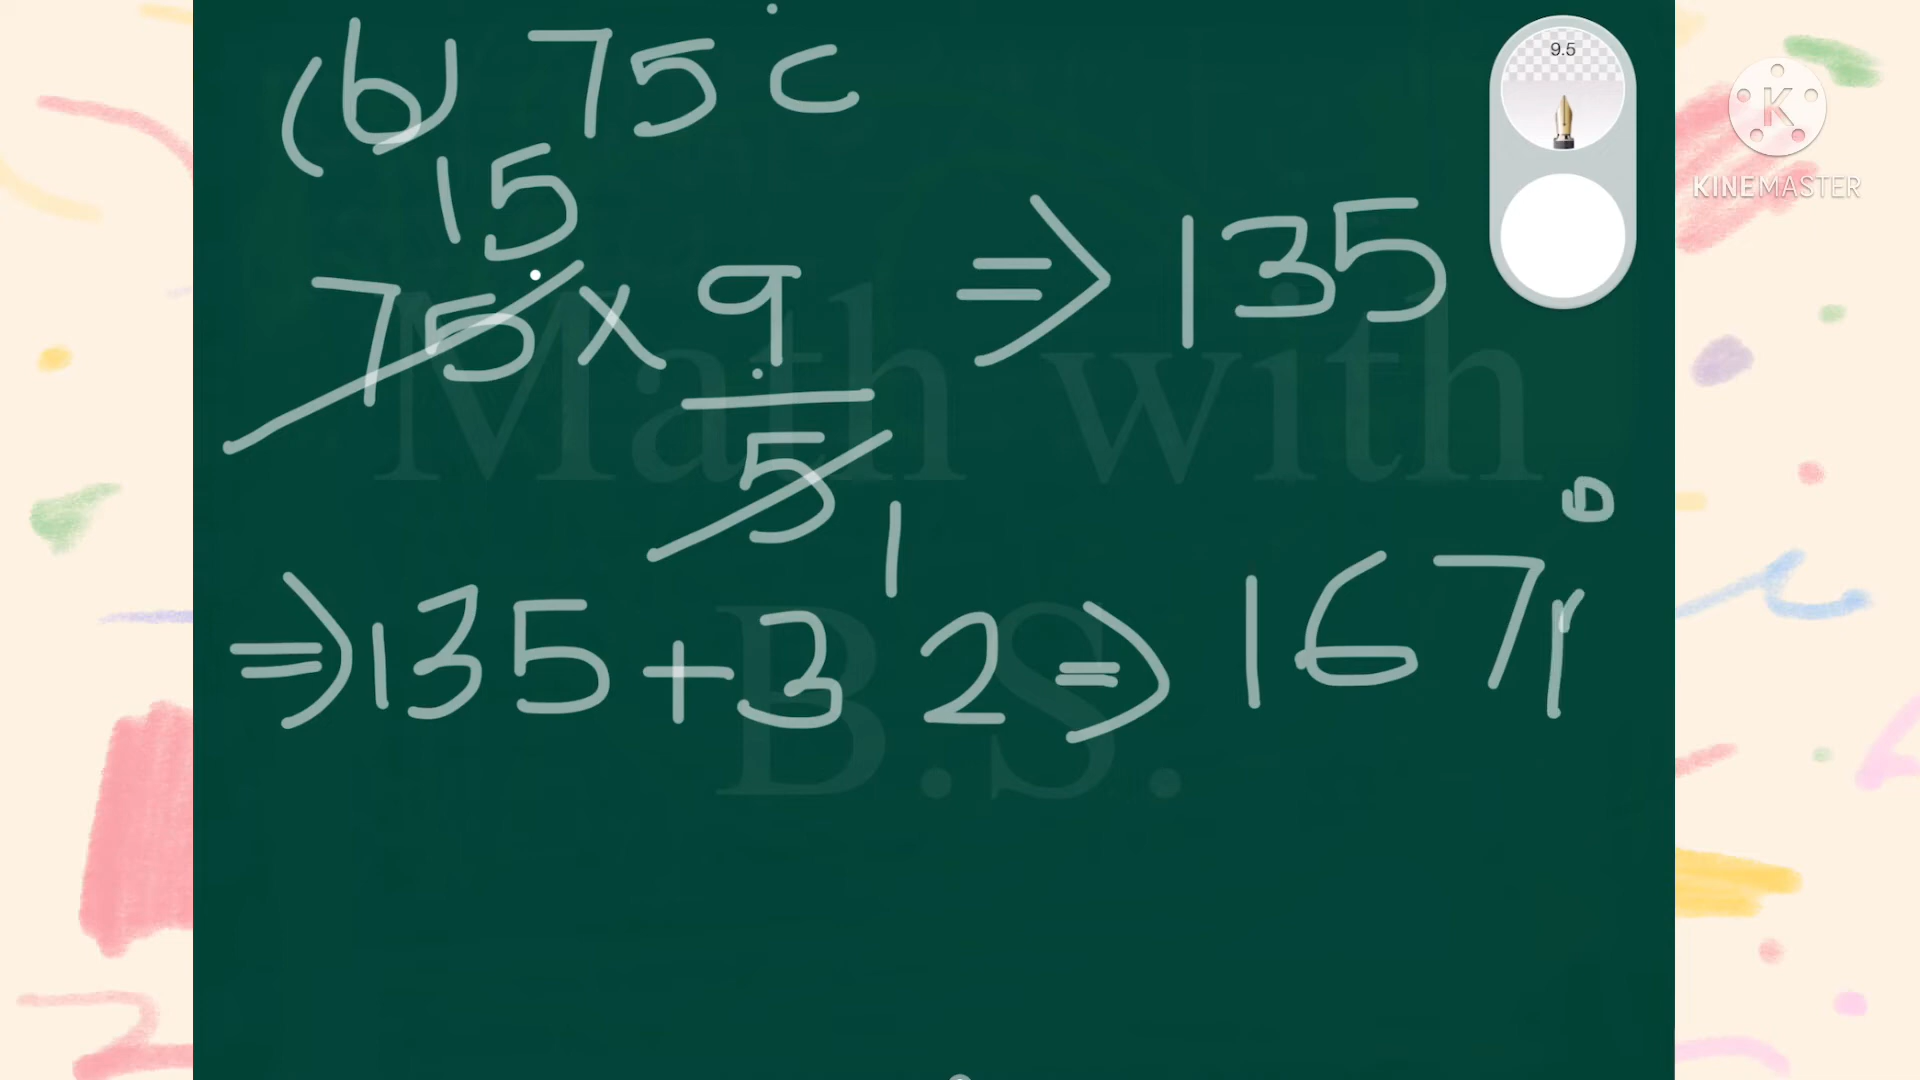 (b) 75 c
15
75 x 9 => 135
5
1
=> 135 + 32 => 167
Math with
B.S.
9.5
K
KINEMASTER